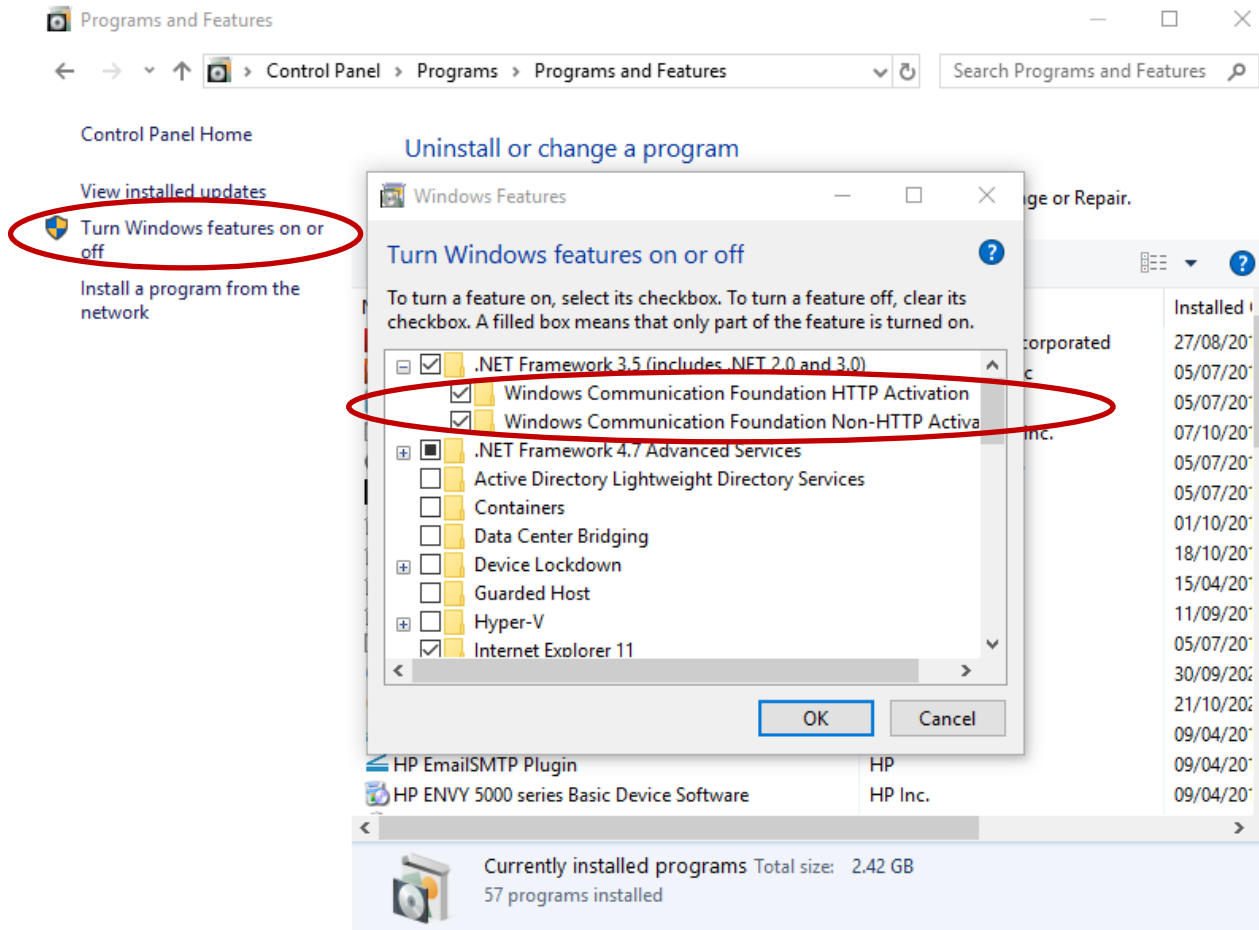 Programs and Features
Control Panel > Programs > Programs and Features
Search Programs and Features
Control Panel Home
View installed updates
Turn Windows features on or
off
Install a program from the
network
Uninstall or change a program
ge or Repair.
Windows Features
Turn Windows features on or off
To turn a feature on, select its checkbox. To turn a feature off, clear its
checkbox. A filled box means that only part of the feature is turned on.
.NET Framework 3.5 (includes .NET 2.0 and 3.0)
Windows Communication Foundation HTTP Activation
Windows Communication Foundation Non-HTTP Activa
.NET Framework 4.7 Advanced Services
Active Directory Lightweight Directory Services
Containers
Data Center Bridging
Device Lockdown
Guarded Host
Hyper-V
Internet Explorer 11
OK
Cancel
Installed
orporated 27/08/20
c 05/07/20
05/07/20
Inc. 07/10/20
05/07/20
05/07/20
01/10/20
18/10/20
15/04/20
11/09/20
05/07/20
30/09/202
21/10/202
09/04/20
HP EmailSMTP Plugin HP 09/04/20
HP ENVY 5000 series Basic Device Software HP Inc. 09/04/20
Currently installed programs Total size: 2.42 GB
57 programs installed